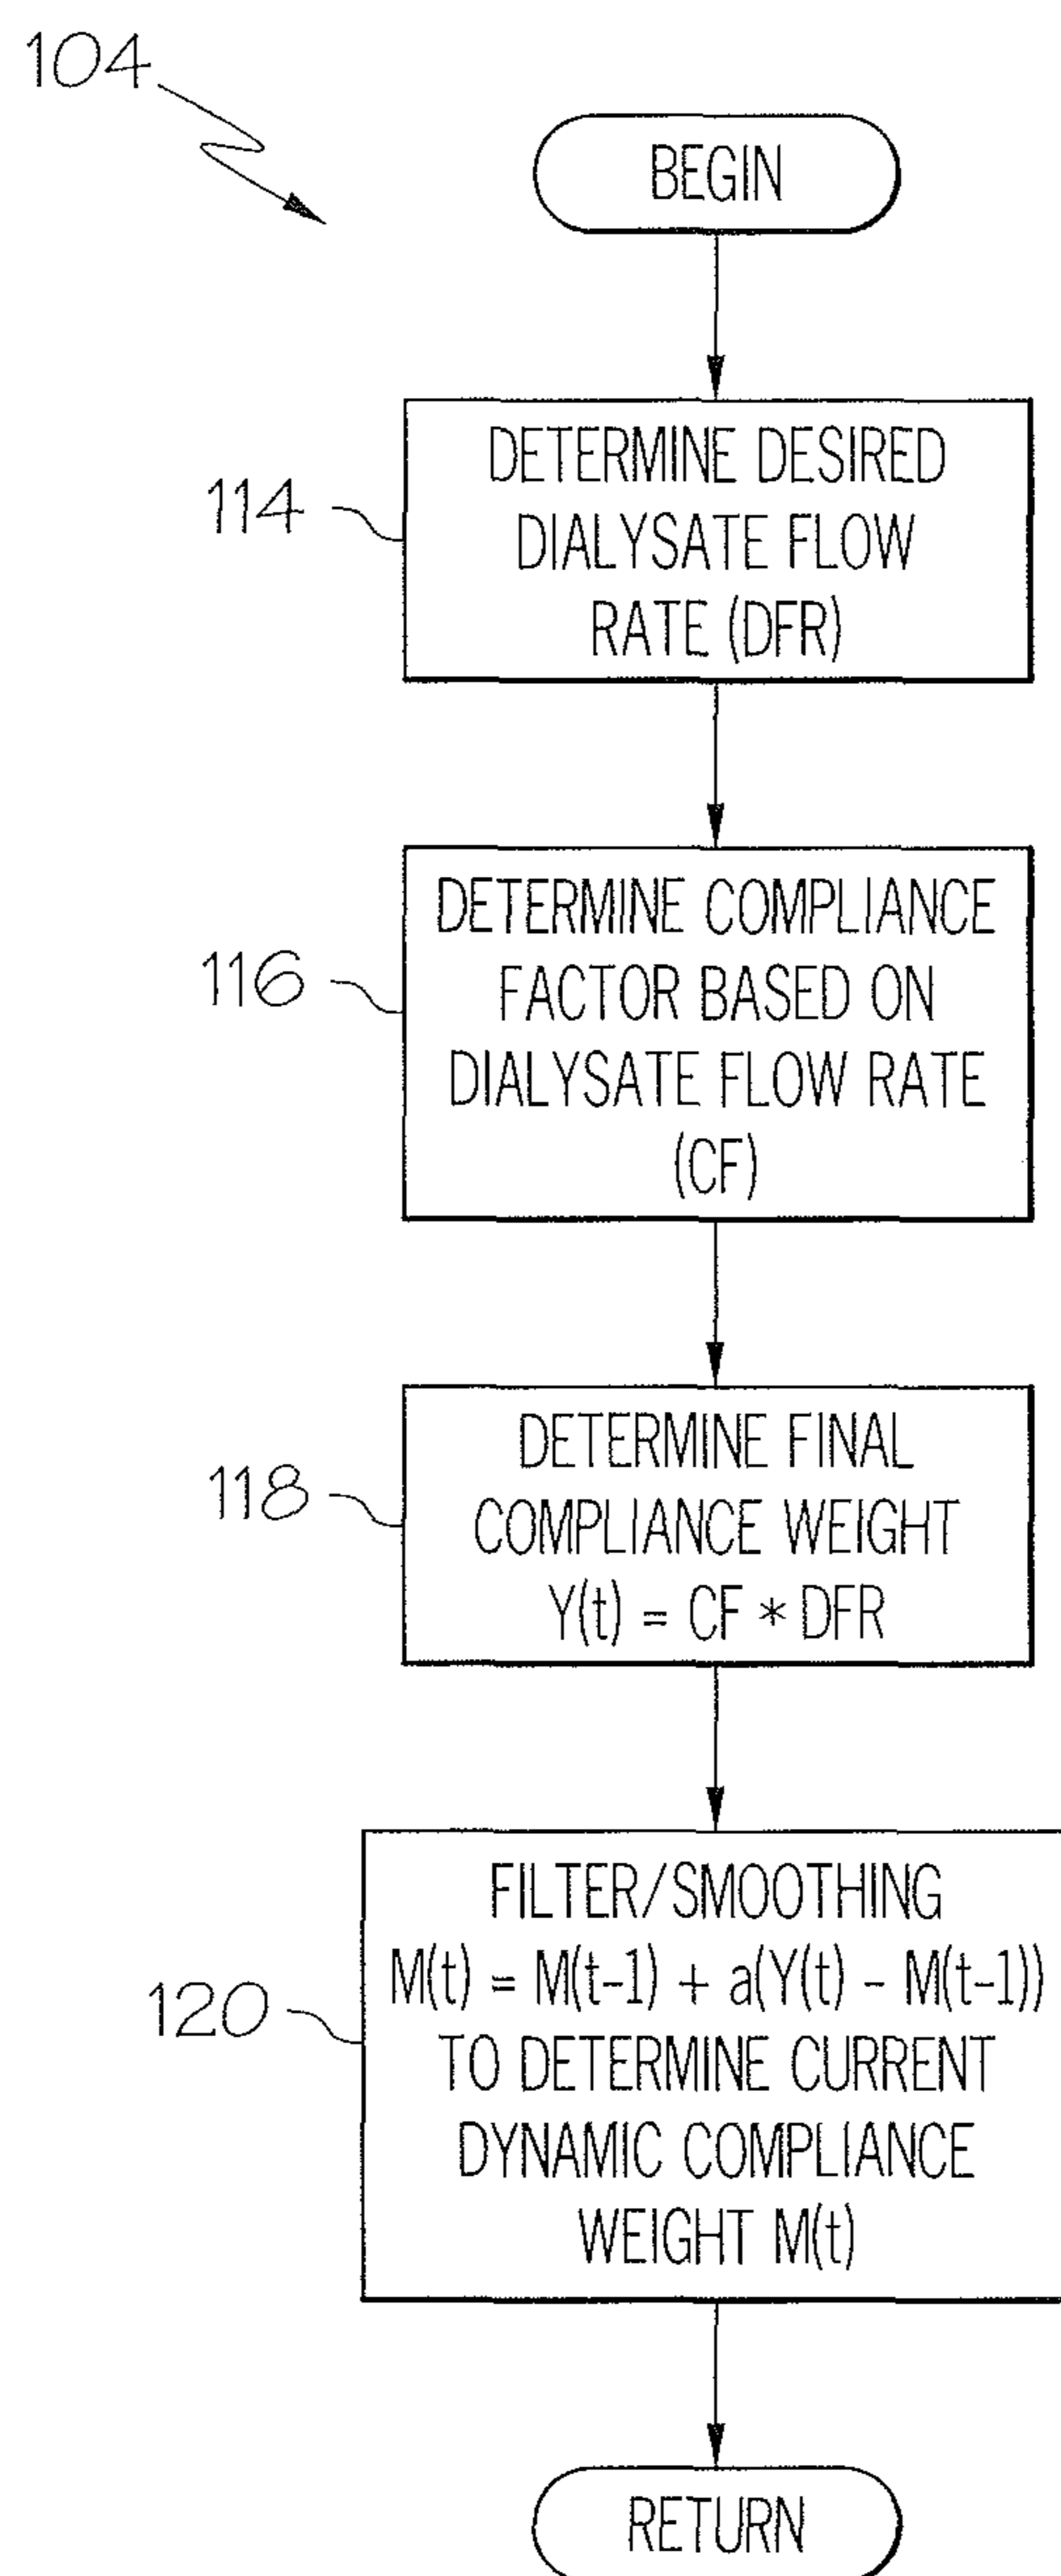 104
BEGIN
114
DETERMINE DESIRED
DIALYSATE FLOW
RATE (DFR)
116
DETERMINE COMPLIANCE
FACTOR BASED ON
DIALYSATE FLOW RATE
(CF)
118
DETERMINE FINAL
COMPLIANCE WEIGHT
Y(t) = CF * DFR
120
FILTER/SMOOTHING
M(t) = M(t-1) + a(Y(t) - M(t-1))
TO DETERMINE CURRENT
DYNAMIC COMPLIANCE
WEIGHT M(t)
RETURN